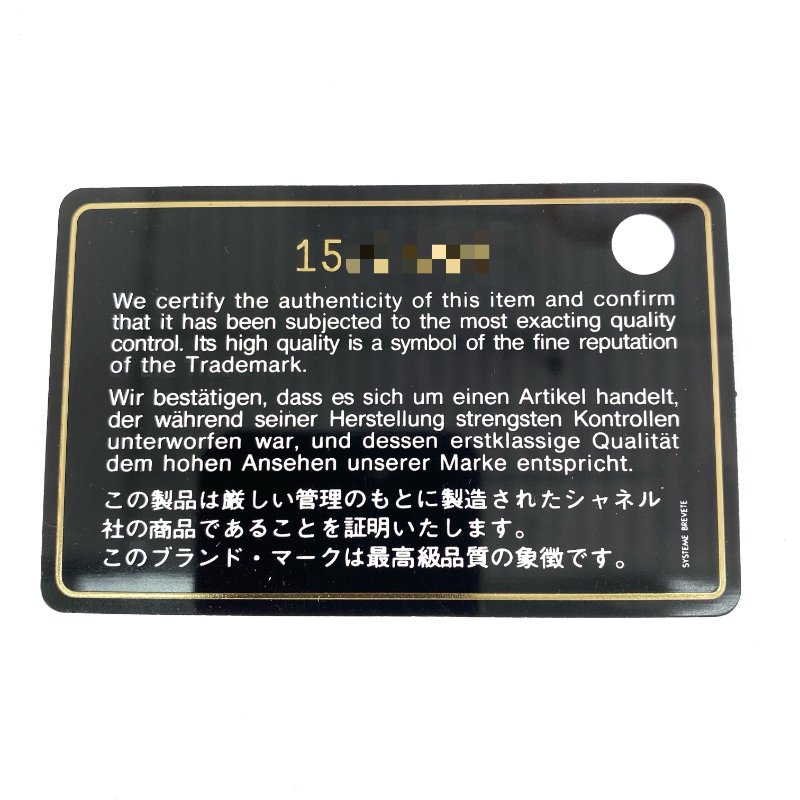 15
We certify the authenticity of this item and confirm
that it has been subjected to the most exacting quality
control. Its high quality is a symbol of the fine reputation
of the Trademark.
Wir bestätigen, dass es sich um einen Artikel handelt,
der während seiner Herstellung strengsten Kontrollen
unterworfen war, und dessen erstklassige Qualität
dem hohen Ansehen unserer Marke entspricht.
この製品は厳しい管理のもとに製造されたシャネル
社の商品であることを証明いたします。
このブランド・マークは最高級品質の象徴です。
SYSTEME BREVETE